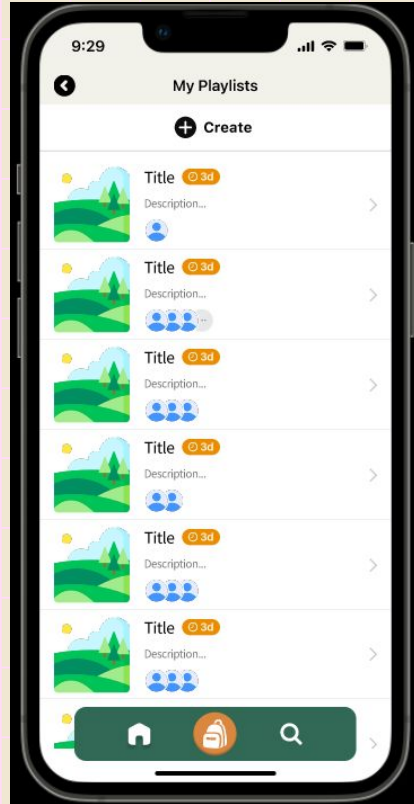 9:29
My Playlists
Create
Title 3d
Description...
Title 3d
Description...
Title 3d
Description...
Title 3d
Description...
Title 3d
Description...
Title 3d
Description...